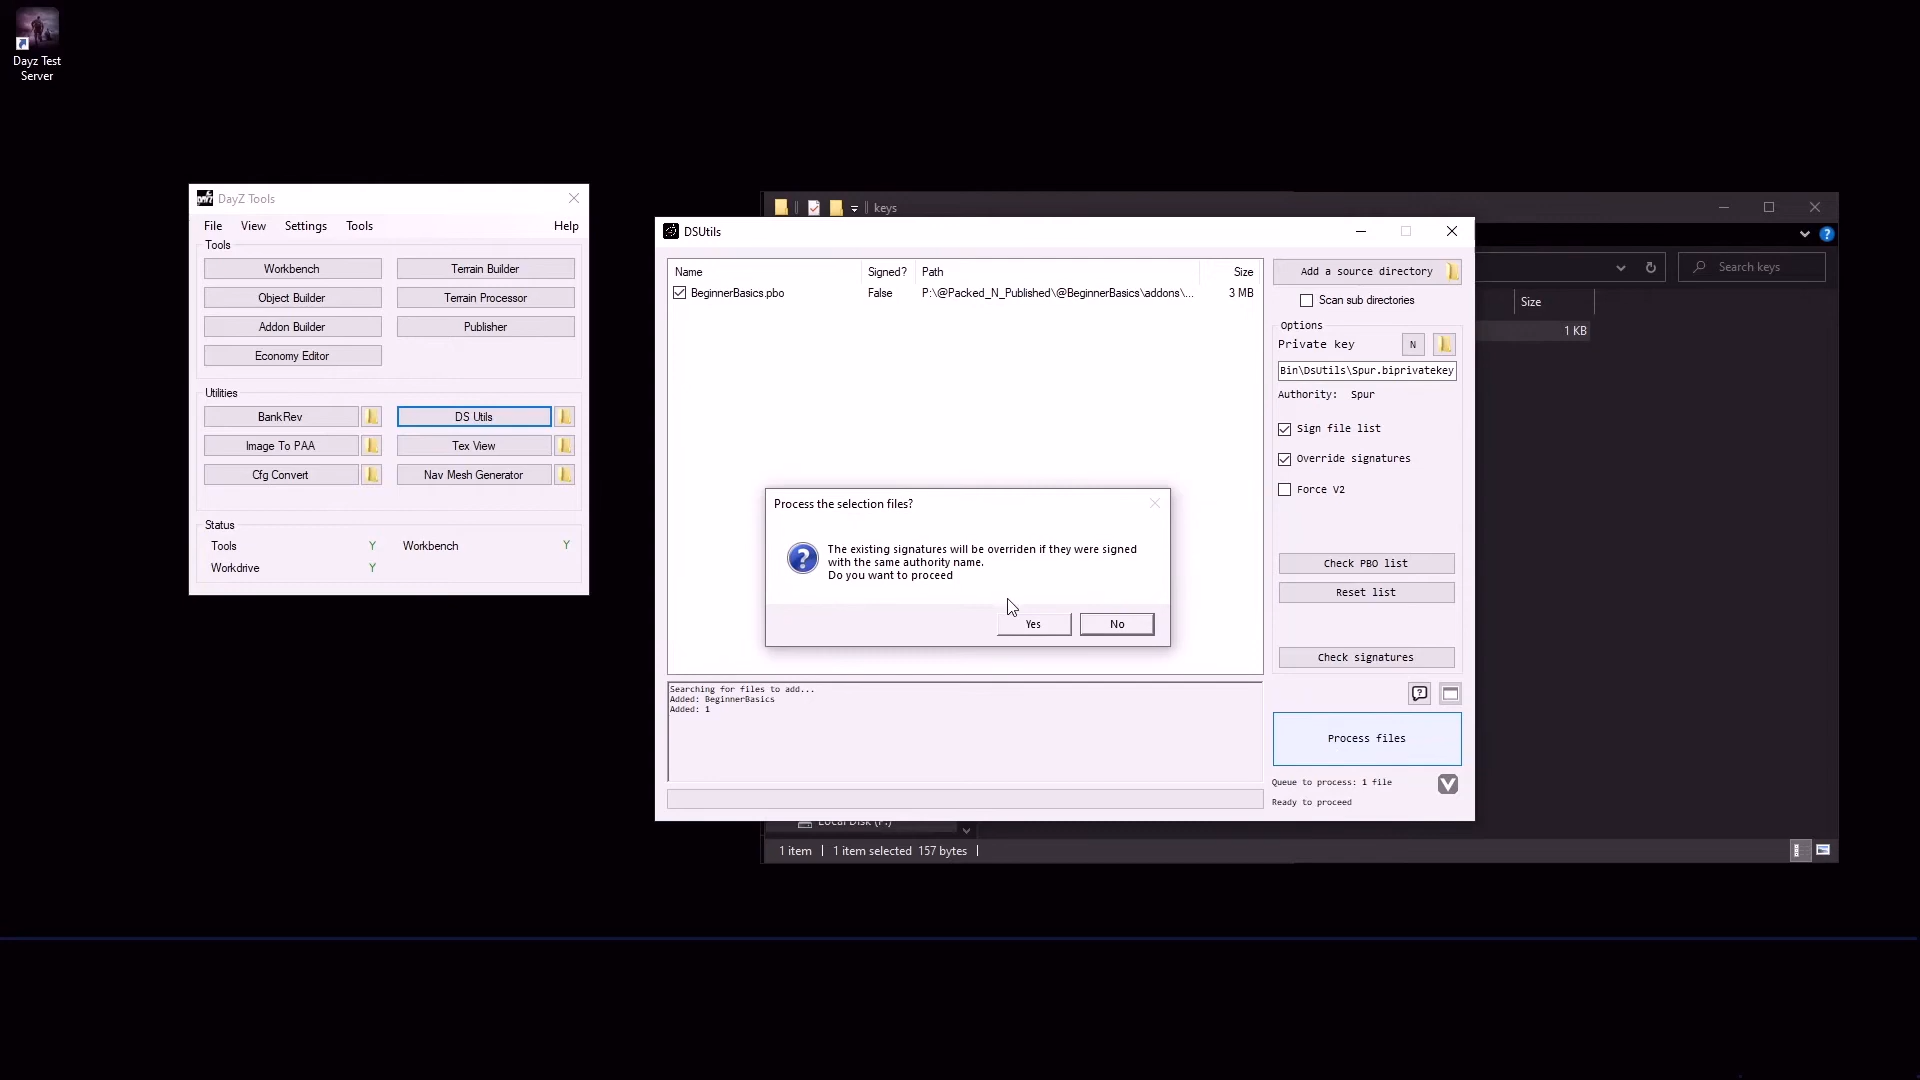 Dayz Test
Server
DayZ Tools
File View Settings Tools Help
Tools
Workbench Terrain Builder
Object Builder Terrain Processor
Addon Builder Publisher
Economy Editor
Utilities
BankRev DS Utils
Image To PAA Tex View
Cfg Convert Nav Mesh Generator
Status
Tools Y Workbench Y
Workdrive Y
keys
Search keys
Size
1 KB
1 item 1 item selected 157 bytes
DSUtils
Name Signed? Path Size
BeginnerBasics.pbo False P:\@Packed_N_Published\@BeginnerBasics\addons\... 3 MB
Add a source directory
Scan sub directories
Options
Private key N
Bin\DsUtils\Spur.biprivatekey
Authority: Spur
Sign file list
Override signatures
Force V2
Check PBO list
Reset list
Check signatures
Process files
Queue to process: 1 file
Ready to proceed
Searching for files to add...
Added: BeginnerBasics
Added: 1
Process the selection files?
The existing signatures will be overriden if they were signed
with the same authority name.
Do you want to proceed
Yes No